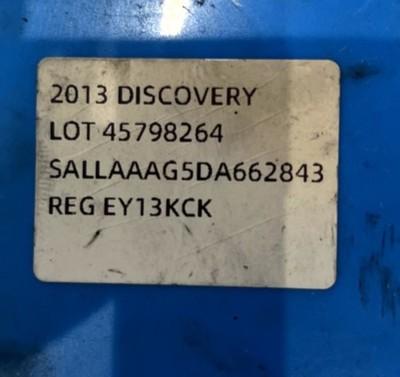 2013 DISCOVERY
LOT 45798264
SALLAAAG5DA662843
REG EY13KCK